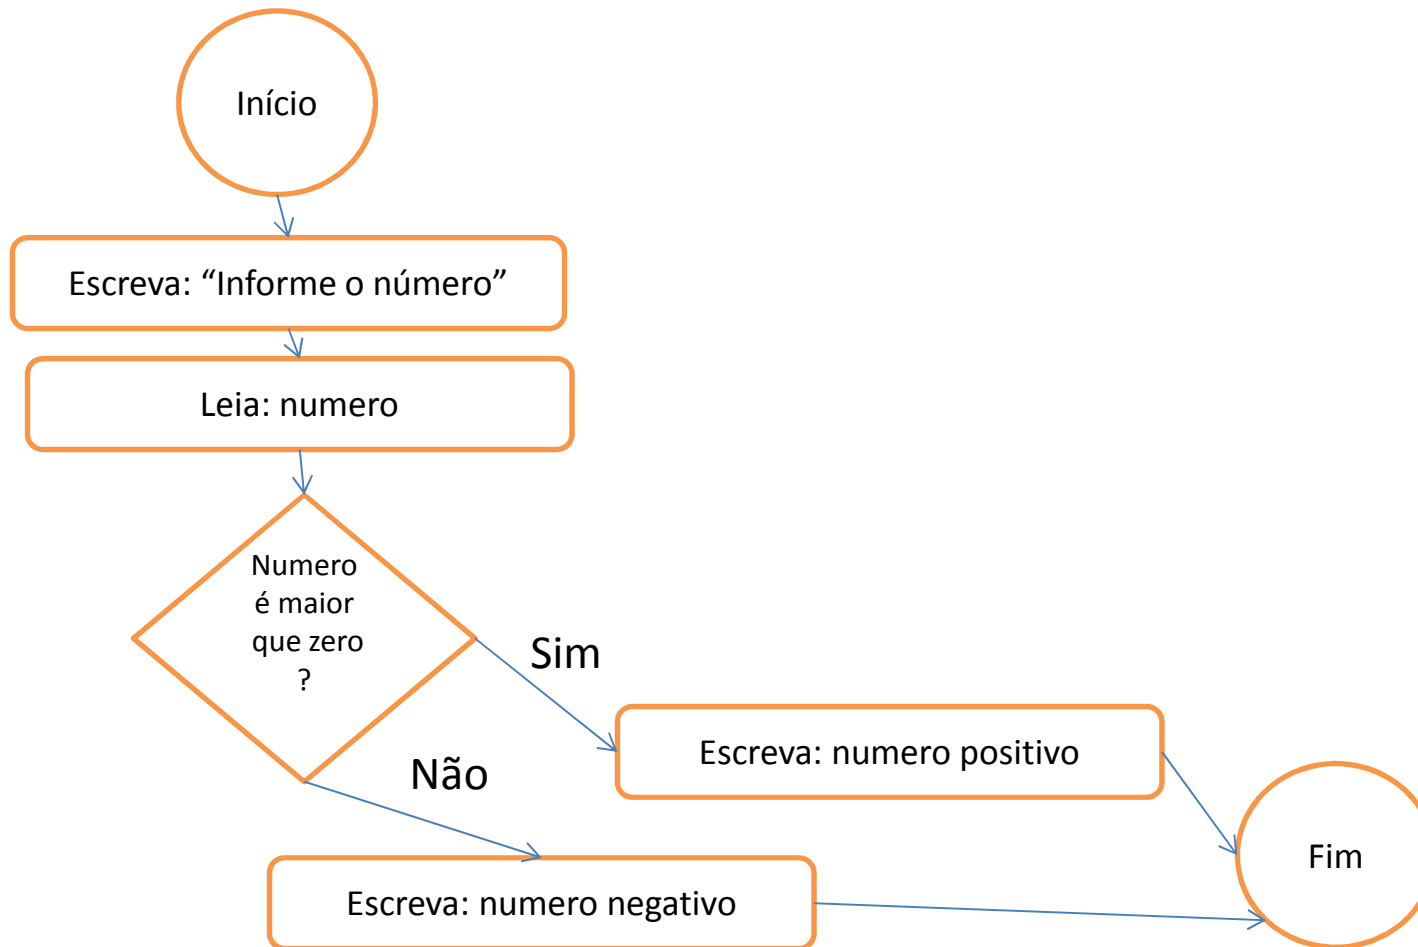 Início
Escreva: “Informe o número”
Leia: numero
Numero
é maior
que zero
?
Sim
Escreva: numero positivo
Não
Escreva: numero negativo
Fim